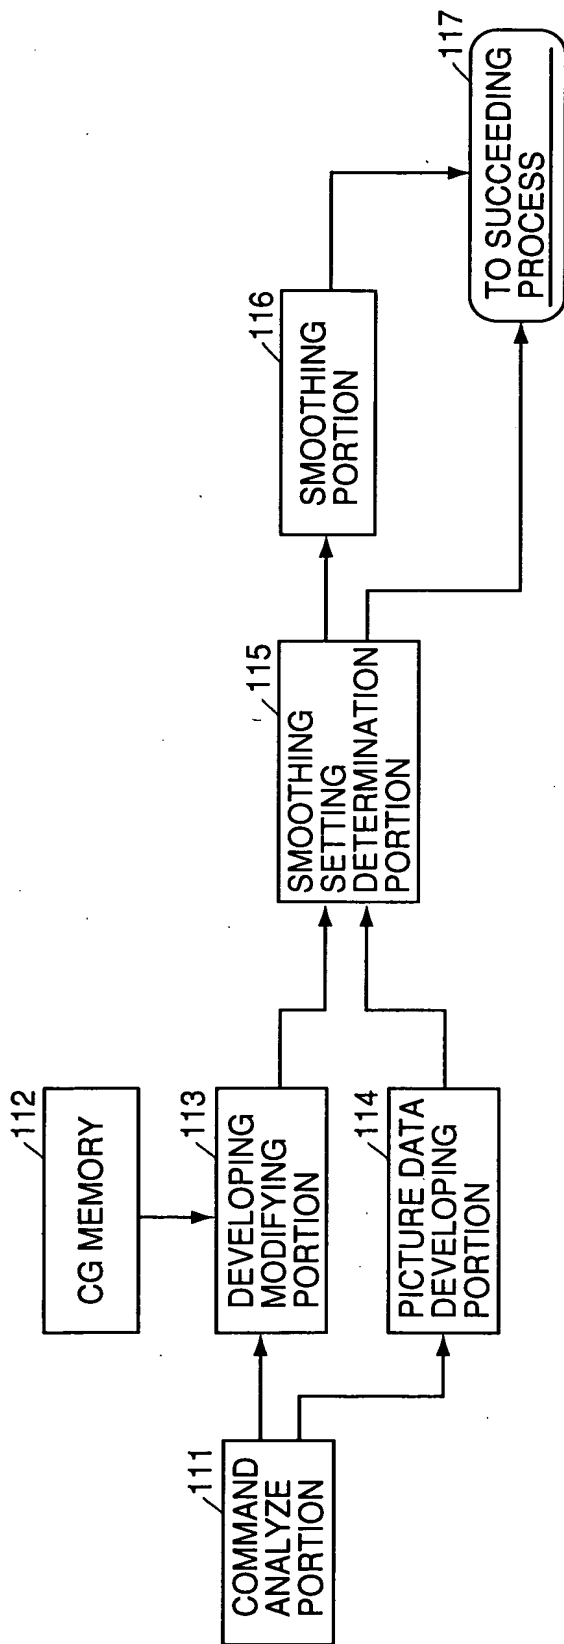 111
COMMAND
ANALYZE
PORTION
112
CG MEMORY
113
DEVELOPING
MODIFYING
PORTION
114
PICTURE DATA
DEVELOPING
PORTION
115
SMOOTHING
SETTING
DETERMINATION
PORTION
116
SMOOTHING
PORTION
117
TO SUCCEEDING
PROCESS